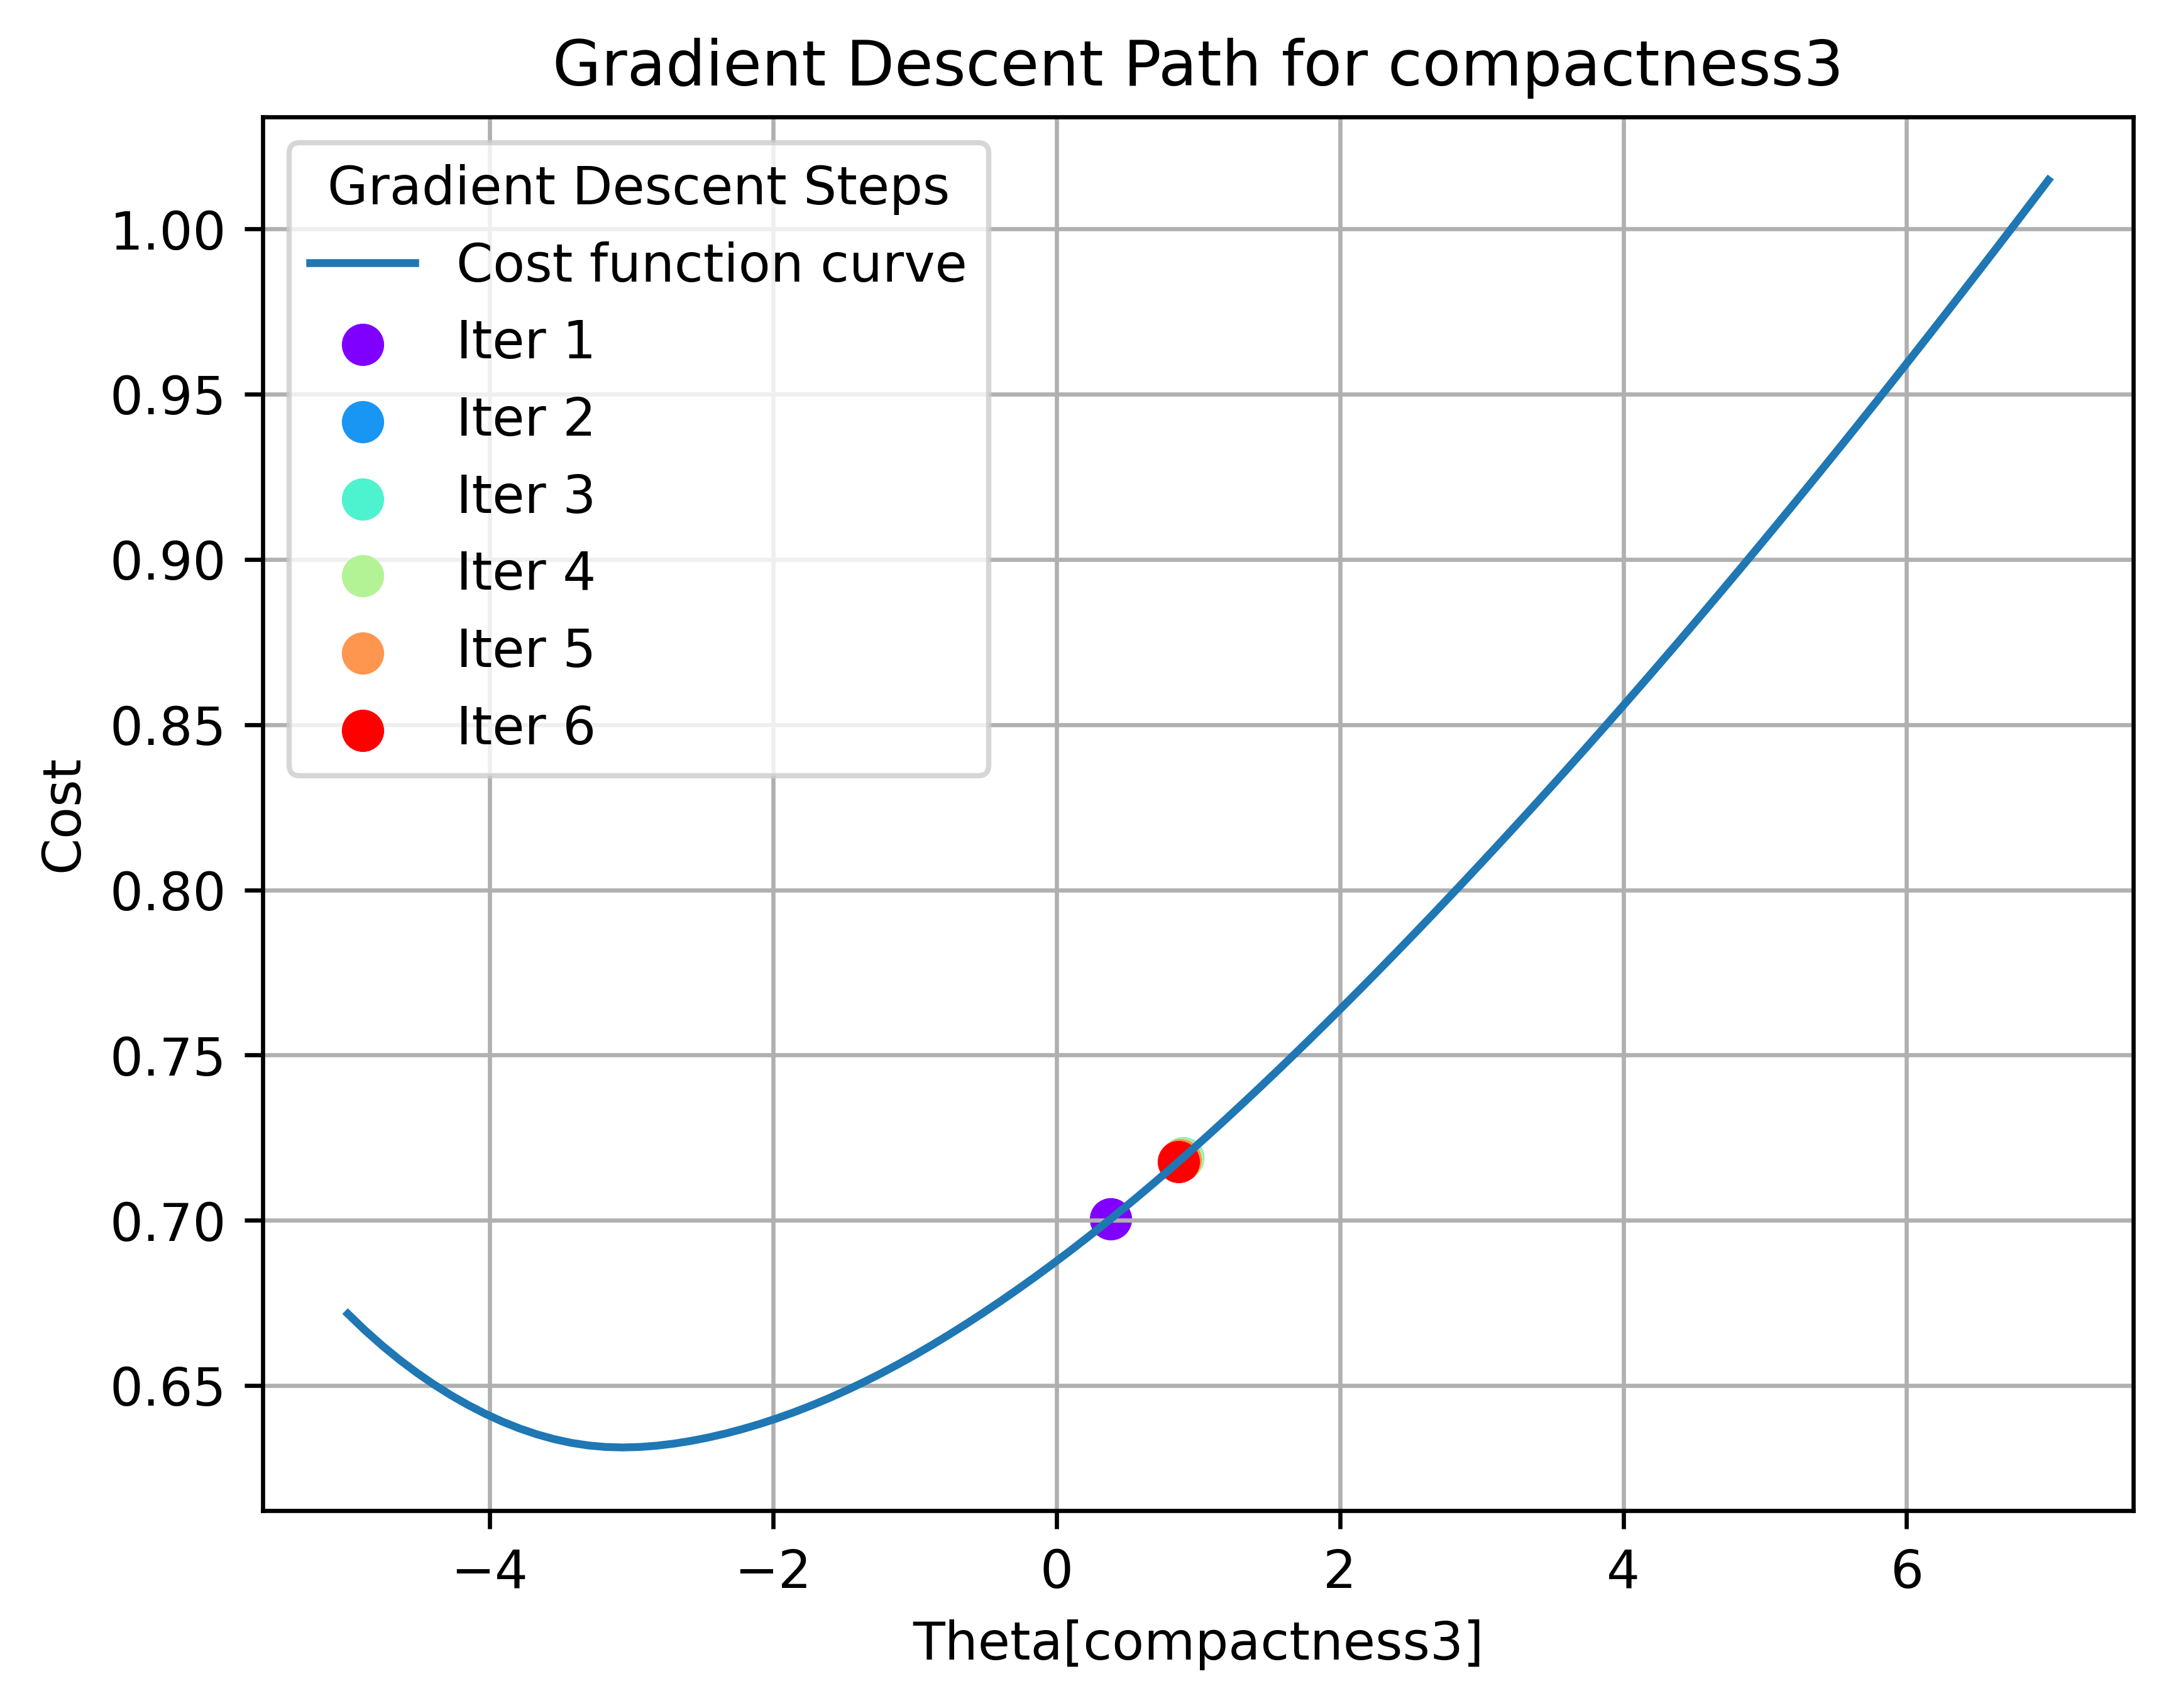 Gradient Descent Path for compactness3
Gradient Descent Steps
Cost function curve
Iter 1
Iter 2
Iter 3
Iter 4
Iter 5
Iter 6
1.00
0.95
0.90
0.85
0.80
0.75
0.70
0.65
Cost
−4 −2 0 2 4 6
Theta[compactness3]